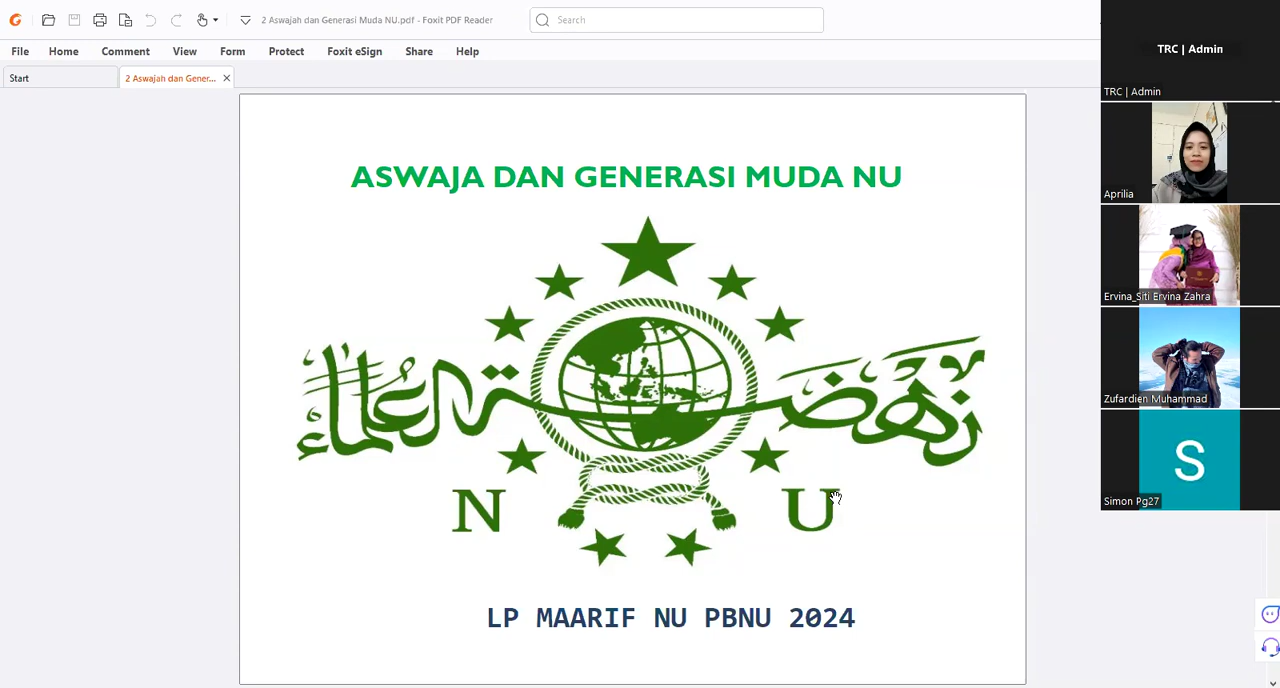 2 Aswajah dan Generasi Muda NU.pdf - Foxit PDF Reader
Search
File Home Comment View Form Protect Foxit eSign Share Help
Start
2 Aswajah dan Gener...
ASWAJA DAN GENERASI MUDA NU
نهضة العلماء
N U
LP MAARIF NU PBNU 2024
TRC | Admin
TRC | Admin
Aprilia
Ervina_Siti Ervina Zahra
Zufardien Muhammad
S
Simon Pg27